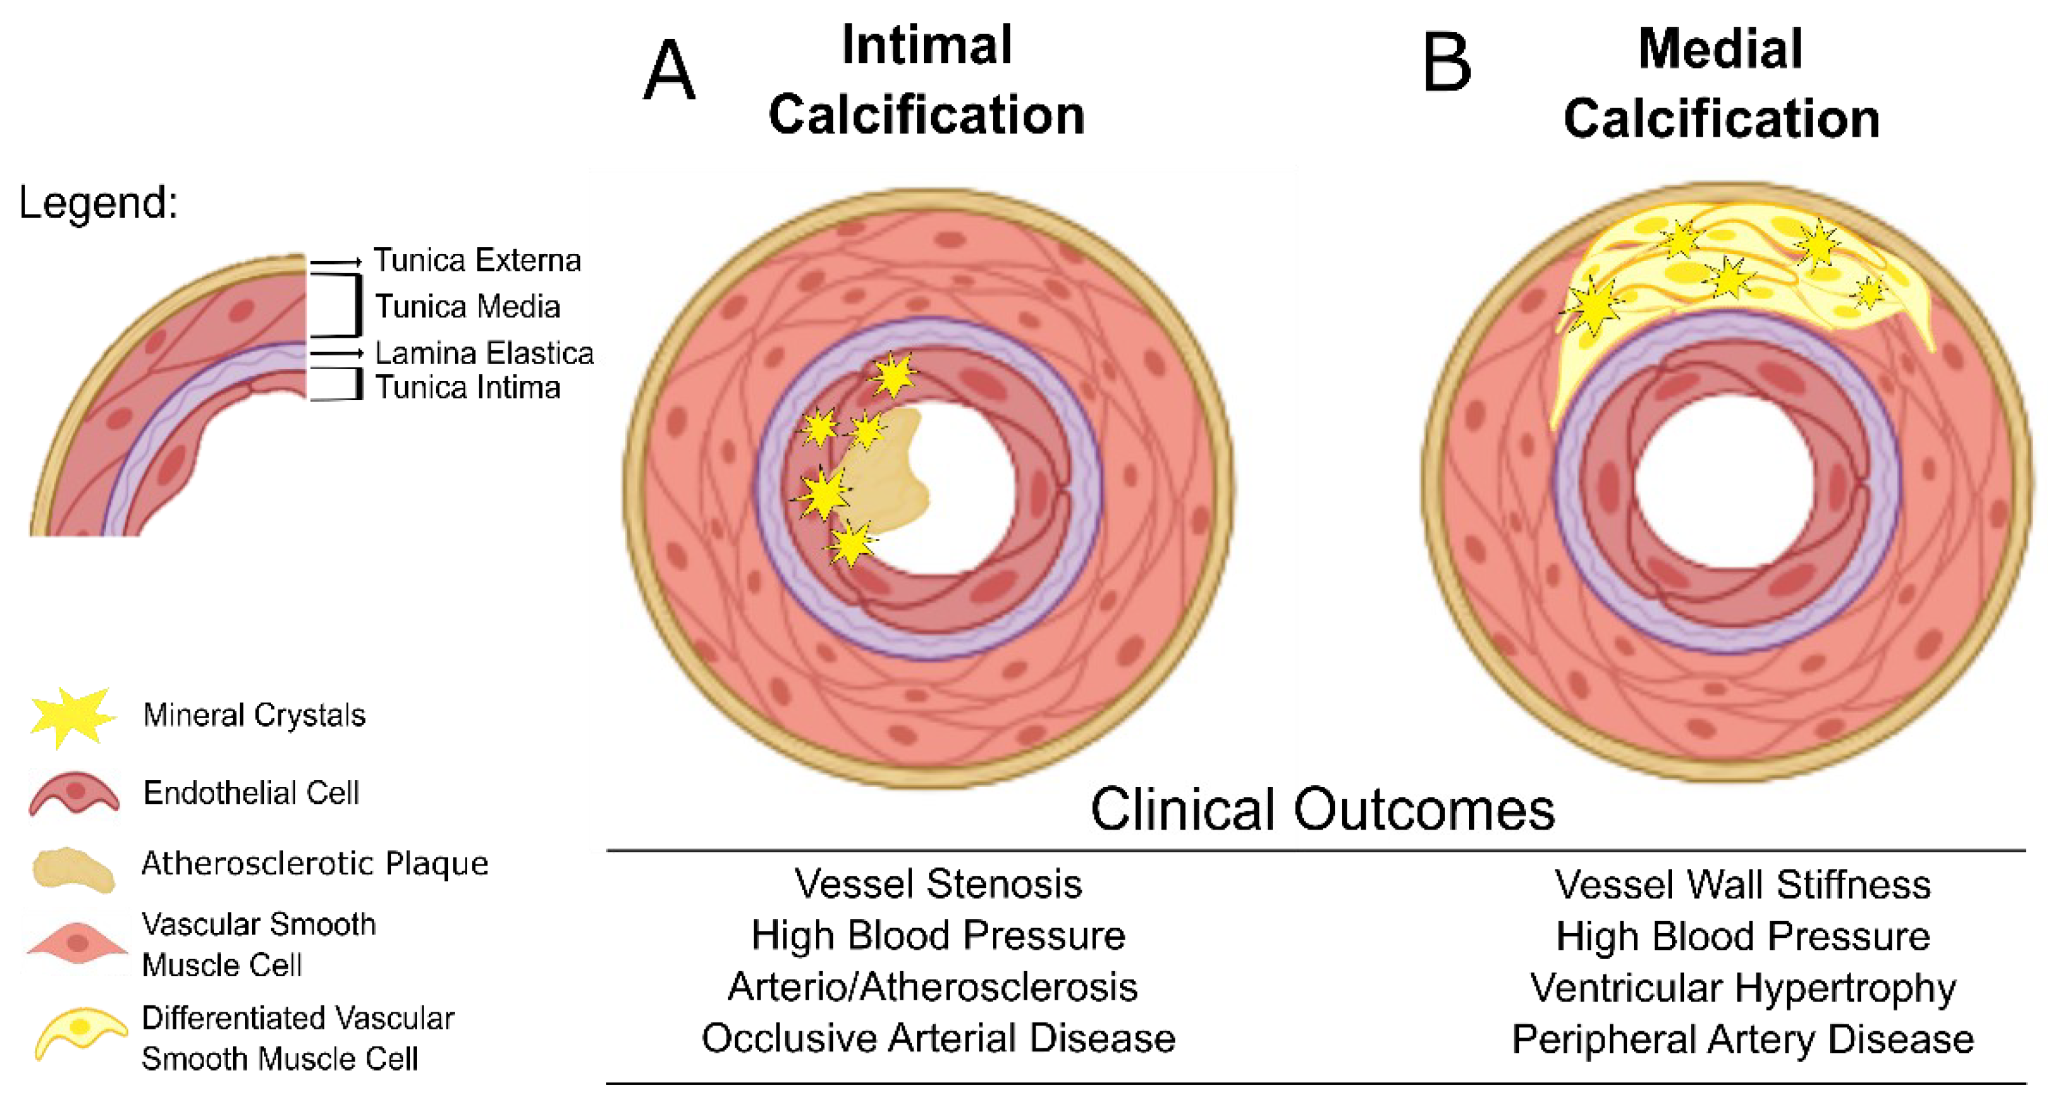 A
Intimal
Calcification
B
Medial
Calcification
Legend:
Tunica Externa
Tunica Media
Lamina Elastica
Tunica Intima
Mineral Crystals
Endothelial Cell
Atherosclerotic Plaque
Vascular Smooth
Muscle Cell
Differentiated Vascular
Smooth Muscle Cell
Clinical Outcomes
Vessel Stenosis
High Blood Pressure
Arterio/Atherosclerosis
Occlusive Arterial Disease
Vessel Wall Stiffness
High Blood Pressure
Ventricular Hypertrophy
Peripheral Artery Disease